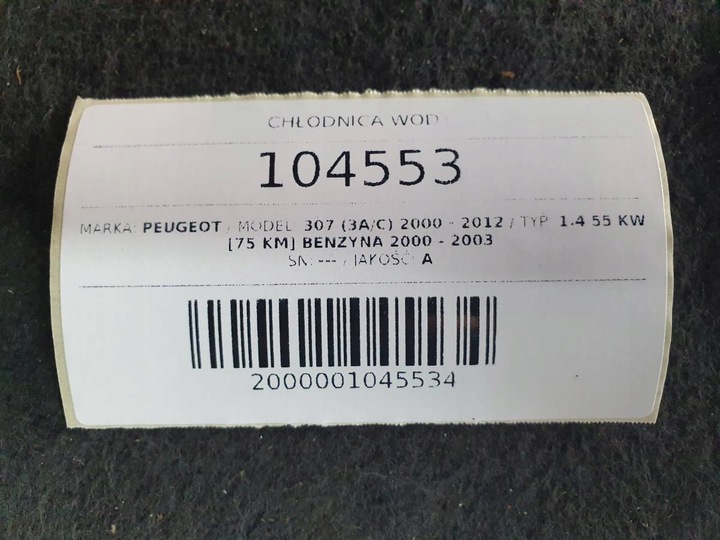 CHŁODNICA WODY
104553
MARKA: PEUGEOT / MODEL: 307 (3A/C) 2000 - 2012 / TYP: 1.4 55 KW
[75 KM] BENZYNA 2000 - 2003
SN: --- / JAKOŚĆ: A
2000001045534